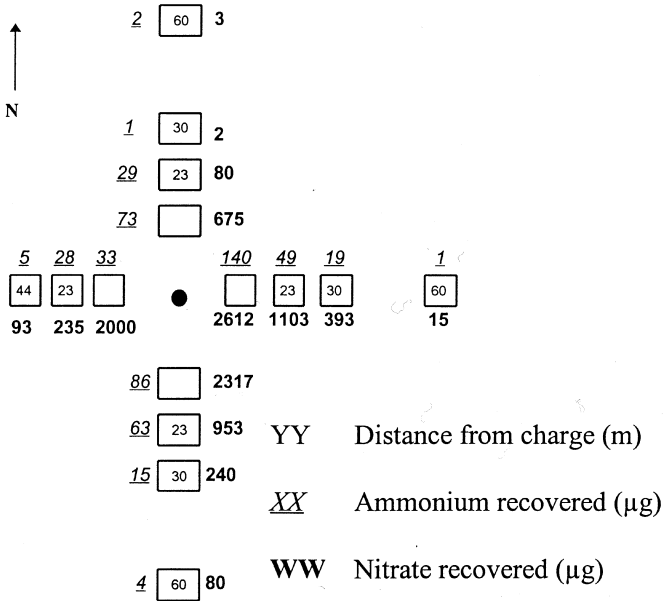 2 60 3
N
1 30 2
29 23 80
73 675
5 28 33 140 49 19 1
44 23 23 30 60
93 235 2000 2612 1103 393 15
86 2317
63 23 953
YY Distance from charge (m)
15 30 240
XX Ammonium recovered (µg)
WW Nitrate recovered (µg)
4 60 80